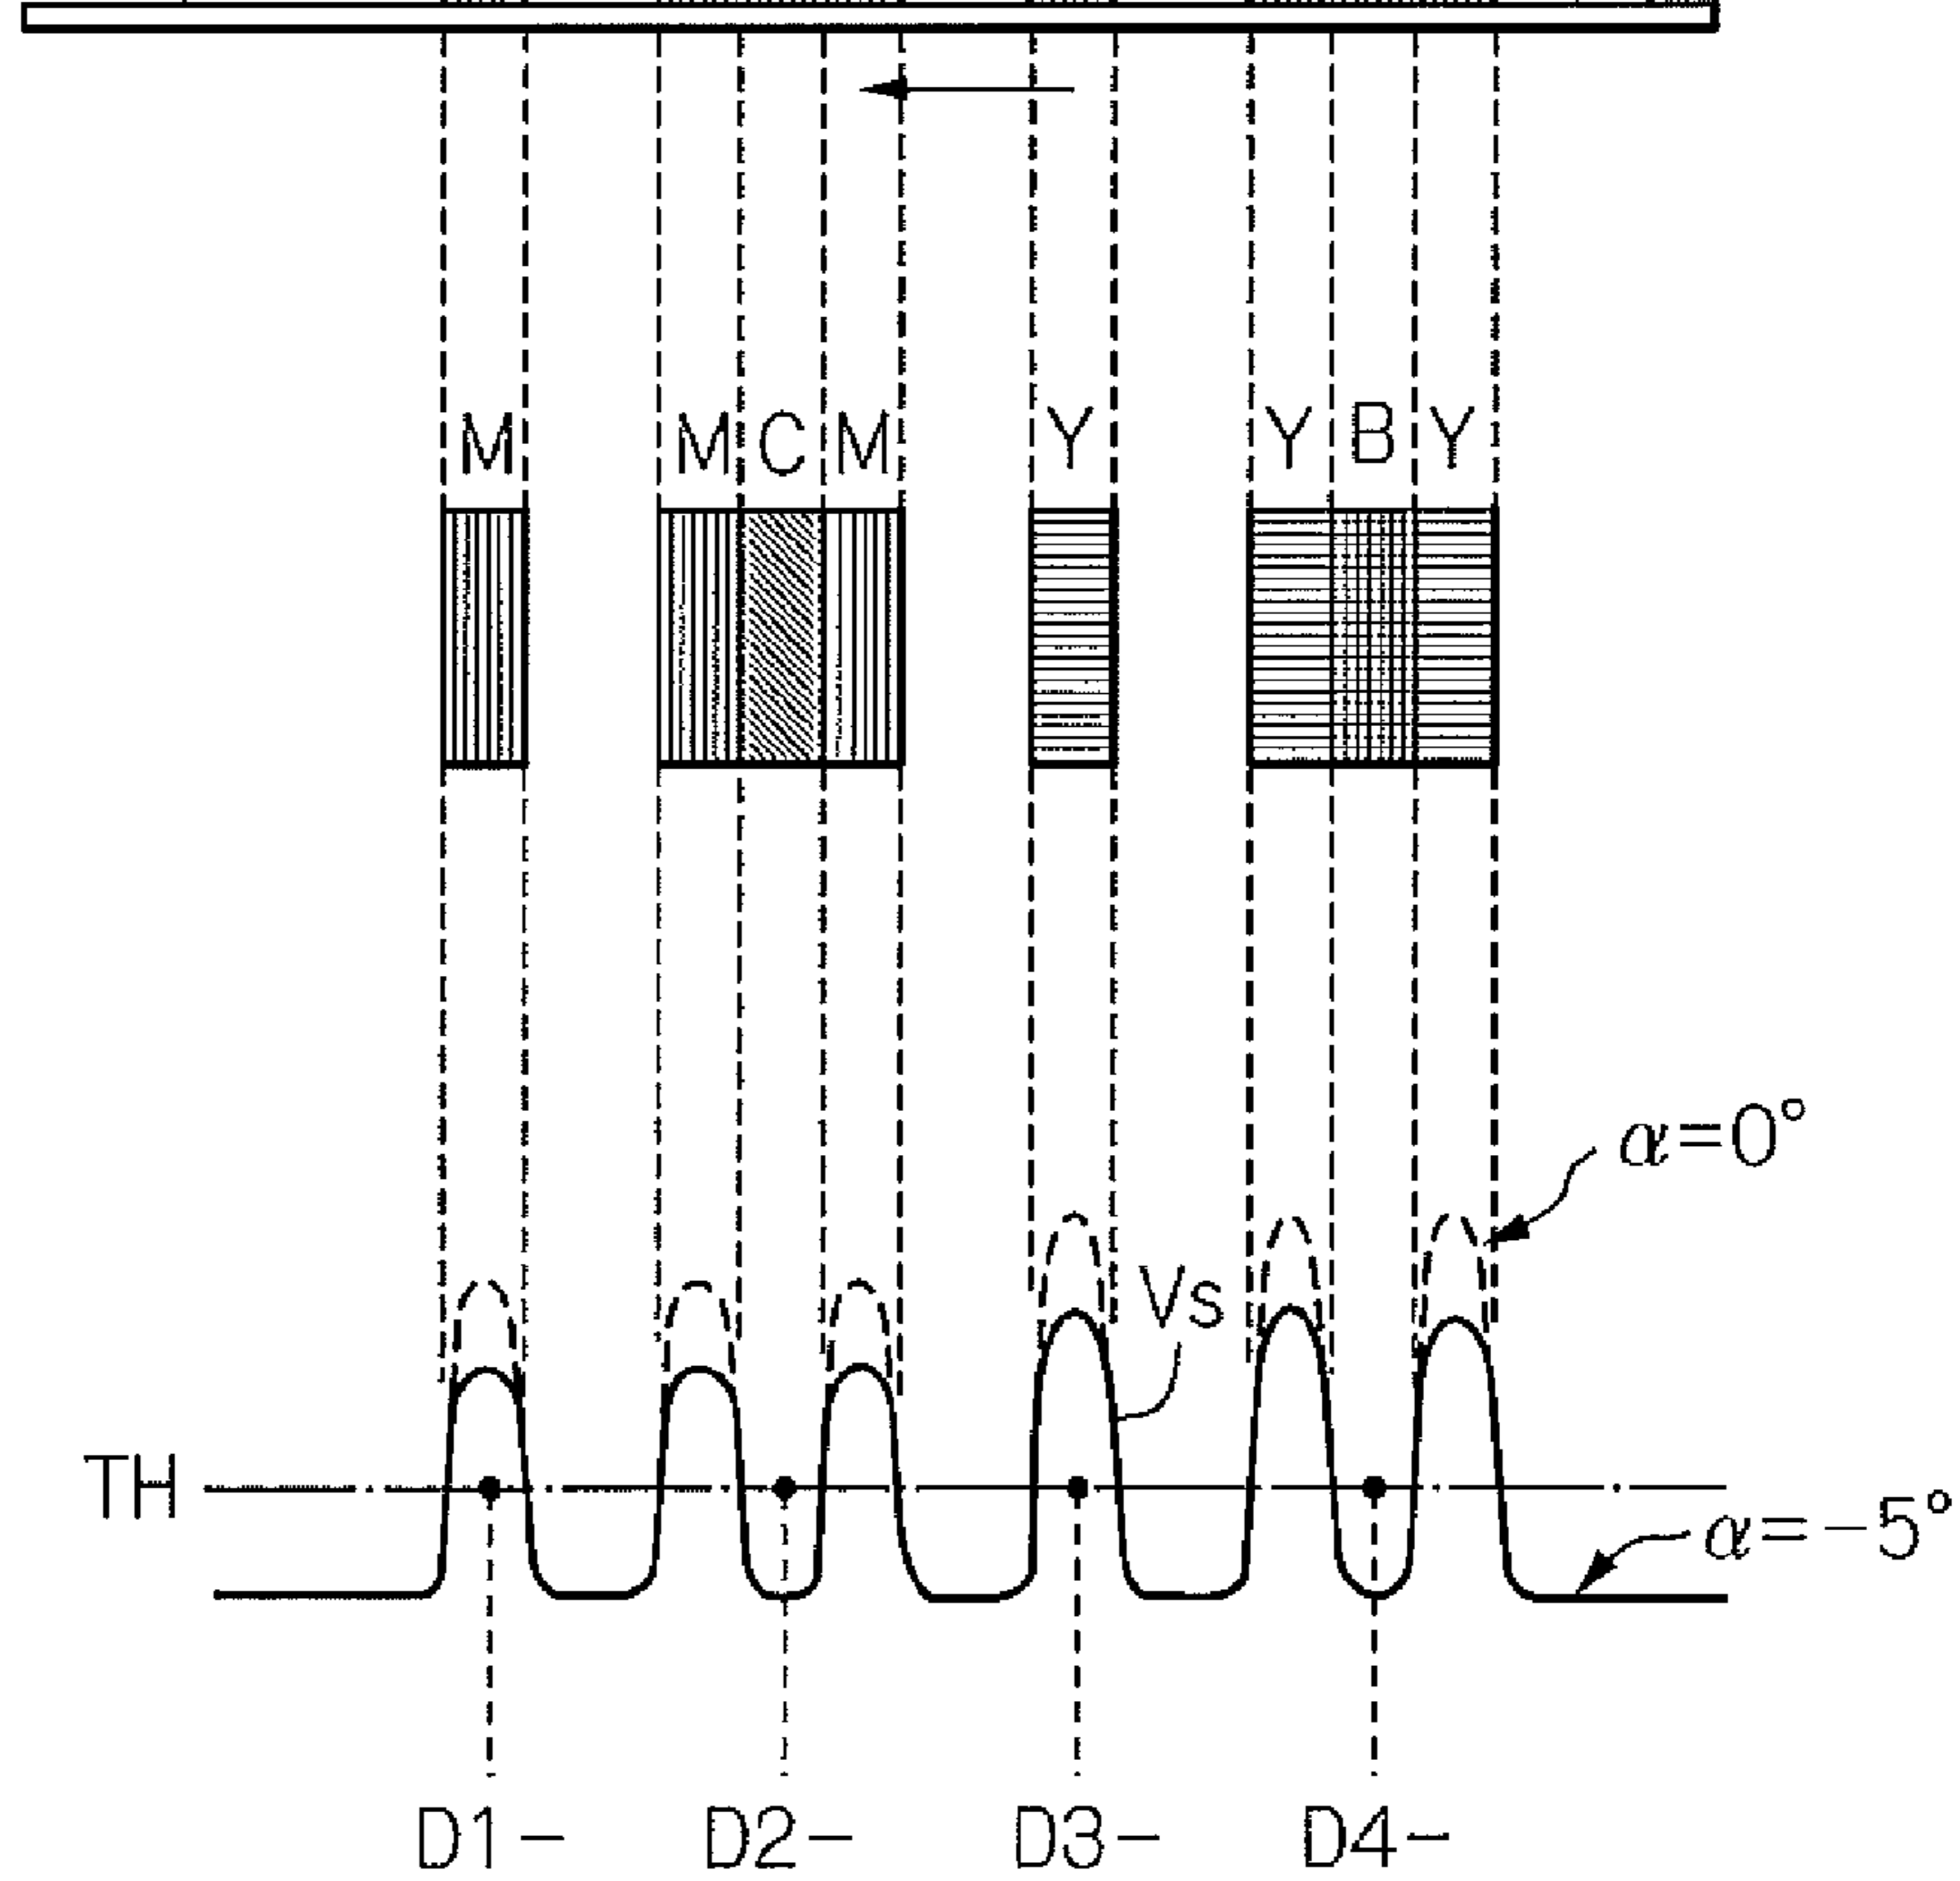 M M C M Y Y B Y
α=0°
Vs
TH
α=-5°
D1- D2- D3- D4-